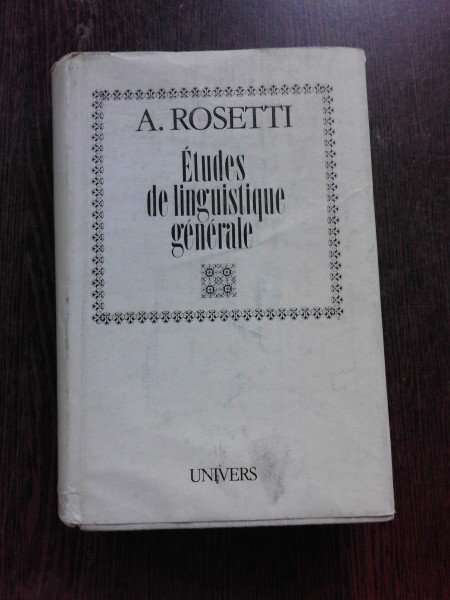 A. ROSETTI
Études
de linguistique
générale
UNIVERS